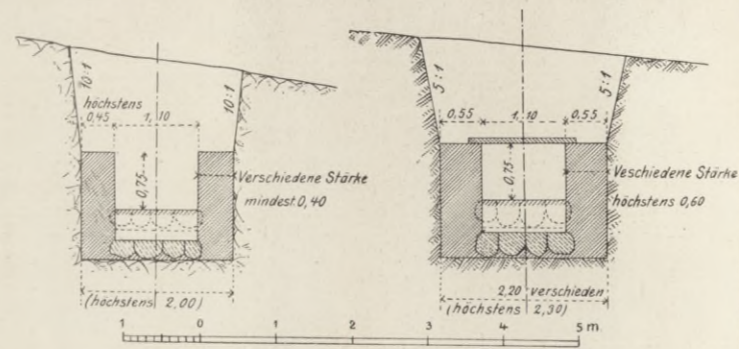 10:1
10:1
höchstens
0,45
1,10
0,75
Verschiedene Stärke
mindest 0,40
(höchstens 2,00)
5:1
5:1
0,55
1,10
0,55
0,75
Veschiedene Stärke
höchstens 0,60
2,20 verschieden
(höchstens 2,30)
1 0 1 2 3 4 5 m.